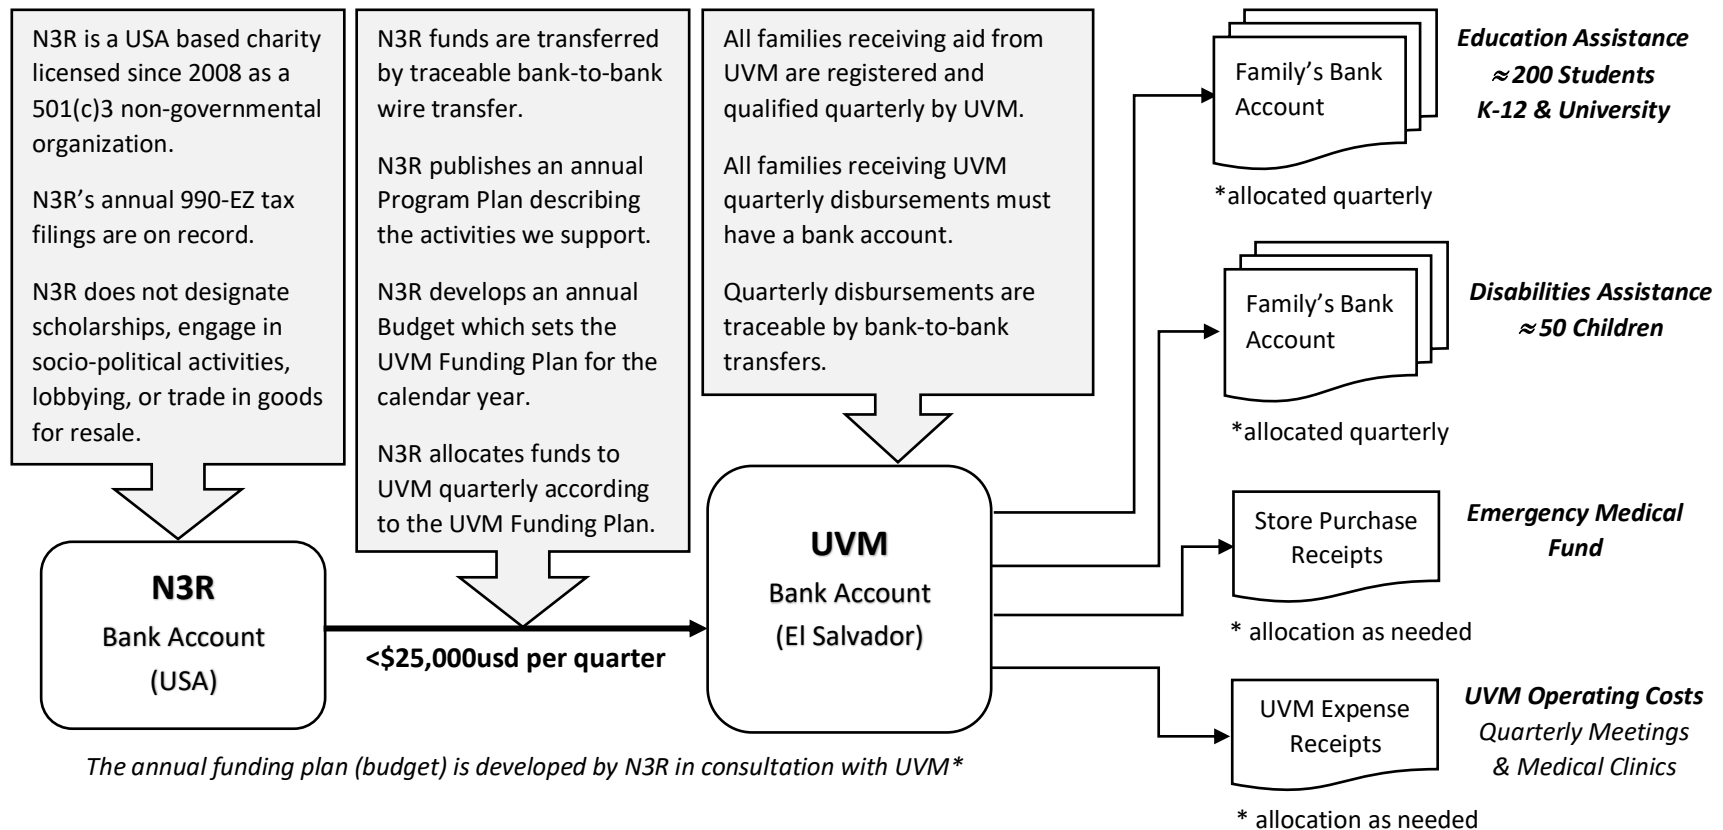 N3R is a USA based charity
licensed since 2008 as a
501(c)3 non-governmental
organization.
N3R’s annual 990-EZ tax
filings are on record.
N3R does not designate
scholarships, engage in
socio-political activities,
lobbying, or trade in goods
for resale.
N3R funds are transferred
by traceable bank-to-bank
wire transfer.
N3R publishes an annual
Program Plan describing
the activities we support.
N3R develops an annual
Budget which sets the
UVM Funding Plan for the
calendar year.
N3R allocates funds to
UVM quarterly according
to the UVM Funding Plan.
All families receiving aid from
UVM are registered and
qualified quarterly by UVM.
All families receiving UVM
quarterly disbursements must
have a bank account.
Quarterly disbursements are
traceable by bank-to-bank
transfers.
N3R
Bank Account
(USA)
<$25,000usd per quarter
UVM
Bank Account
(El Salvador)
The annual funding plan (budget) is developed by N3R in consultation with UVM*
Family’s Bank
Account
*allocated quarterly
Education Assistance
≈200 Students
K-12 & University
Family’s Bank
Account
*allocated quarterly
Disabilities Assistance
≈50 Children
Store Purchase
Receipts
* allocation as needed
Emergency Medical
Fund
UVM Expense
Receipts
* allocation as needed
UVM Operating Costs
Quarterly Meetings
& Medical Clinics